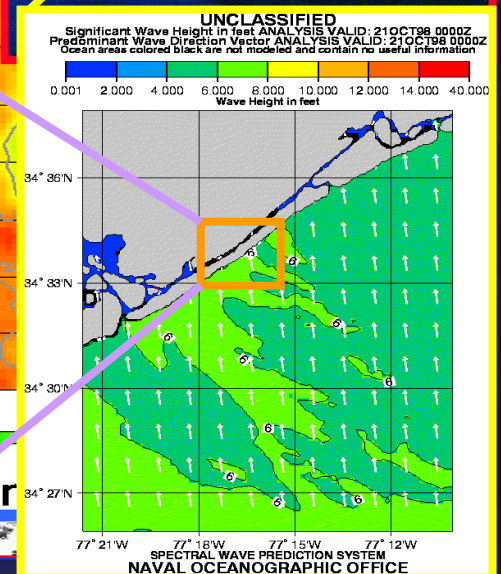 UNCLASSIFIED
Significant Wave Height in feet ANALYSIS VALID: 21OCT98 0000Z
Predominant Wave Direction Vector ANALYSIS VALID: 21OCT98 0000Z
Ocean areas colored black are not modeled and contain no useful information
0.001 2.000 4.000 6.000 8.000 10.000 12.000 14.000 40.000
Wave Height in feet
34° 36'N
6
6
34° 33'N
6
6
6
34° 30'N
6
6
6
34° 27'N
6
6
77° 21'W 77° 18'W 77° 15'W 77° 12'W
SPECTRAL WAVE PREDICTION SYSTEM
NAVAL OCEANOGRAPHIC OFFICE
r